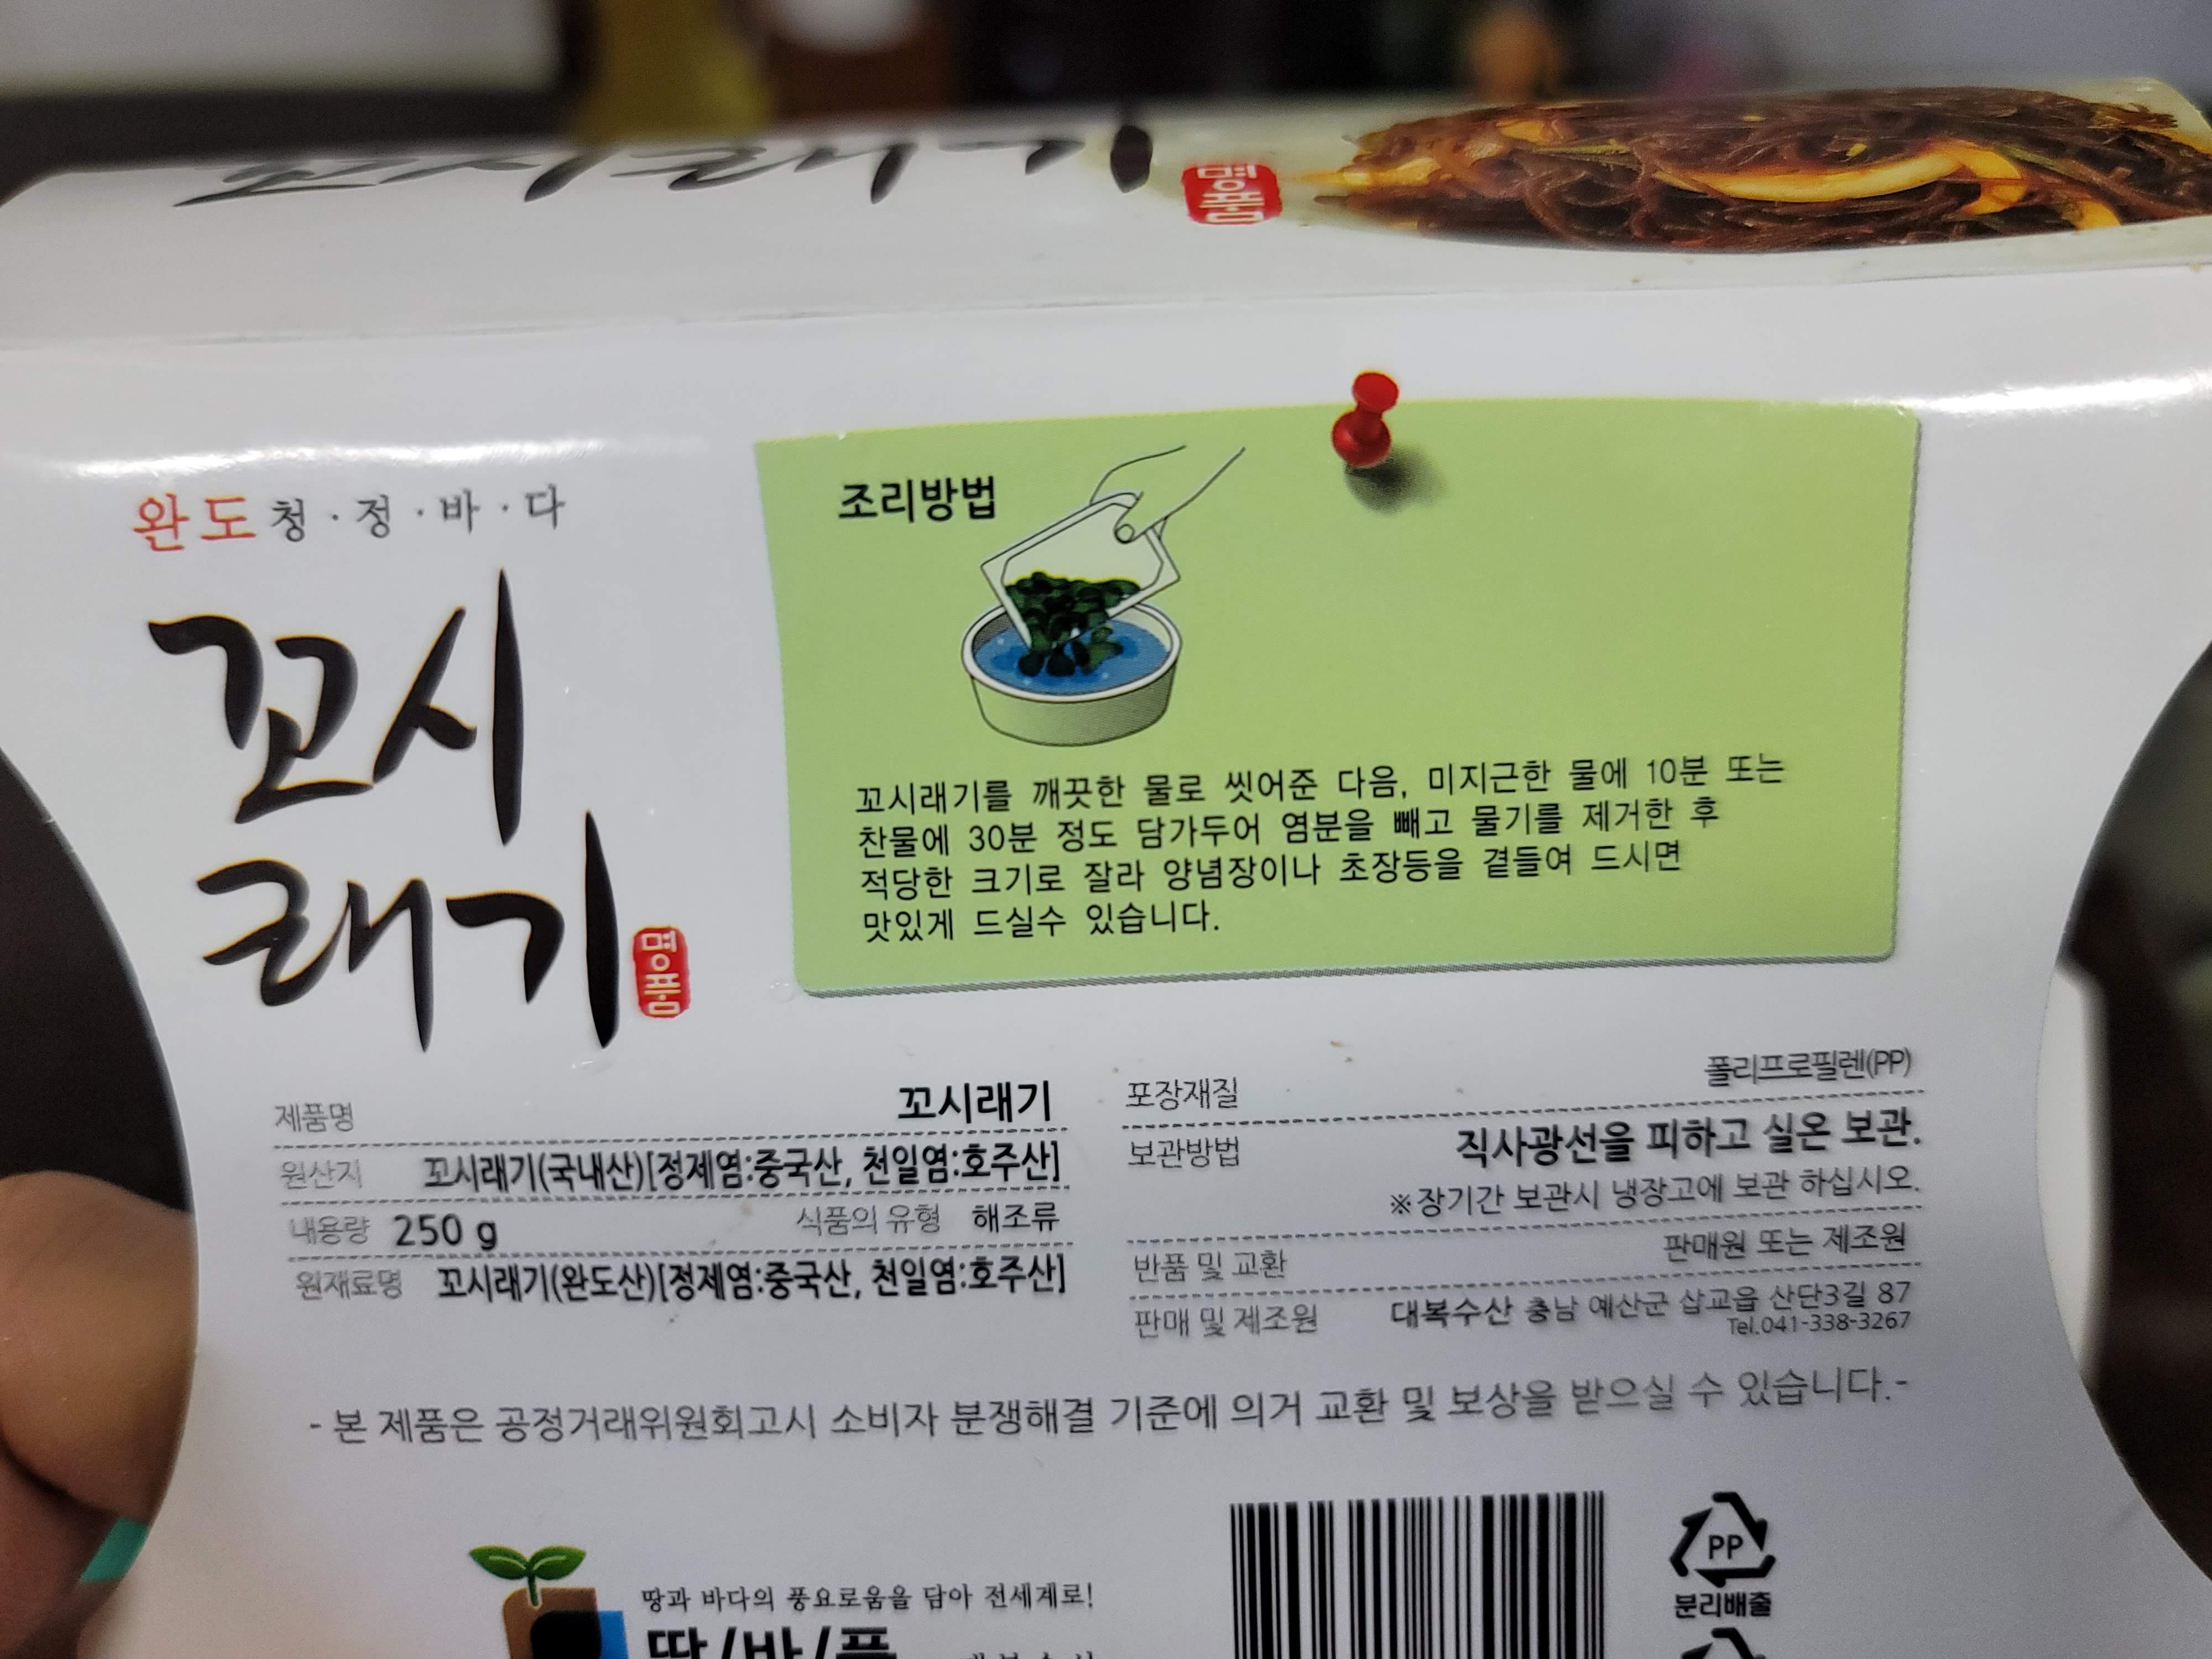 꼬시래기
명품
완도 청·정·바·다
꼬시
래기
명품
조리방법
꼬시래기를 깨끗한 물로 씻어준 다음, 미지근한 물에 10분 또는
찬물에 30분 정도 담가두어 염분을 빼고 물기를 제거한 후
적당한 크기로 잘라 양념장이나 초장등을 곁들여 드시면
맛있게 드실수 있습니다.
제품명 꼬시래기
원산지 꼬시래기(국내산)[정제염:중국산, 천일염:호주산]
내용량 250 g 식품의 유형 해조류
원재료명 꼬시래기(완도산)[정제염:중국산, 천일염:호주산]
포장재질 폴리프로필렌(PP)
보관방법 직사광선을 피하고 실온 보관.
※장기간 보관시 냉장고에 보관 하십시오.
반품 및 교환 판매원 또는 제조원
판매 및 제조원 대복수산 충남 예산군 삽교읍 산단3길 87
Tel.041-338-3267
- 본 제품은 공정거래위원회고시 소비자 분쟁해결 기준에 의거 교환 및 보상을 받으실 수 있습니다.-
땅과 바다의 풍요로움을 담아 전세계로!
땅/바/풍
PP
분리배출